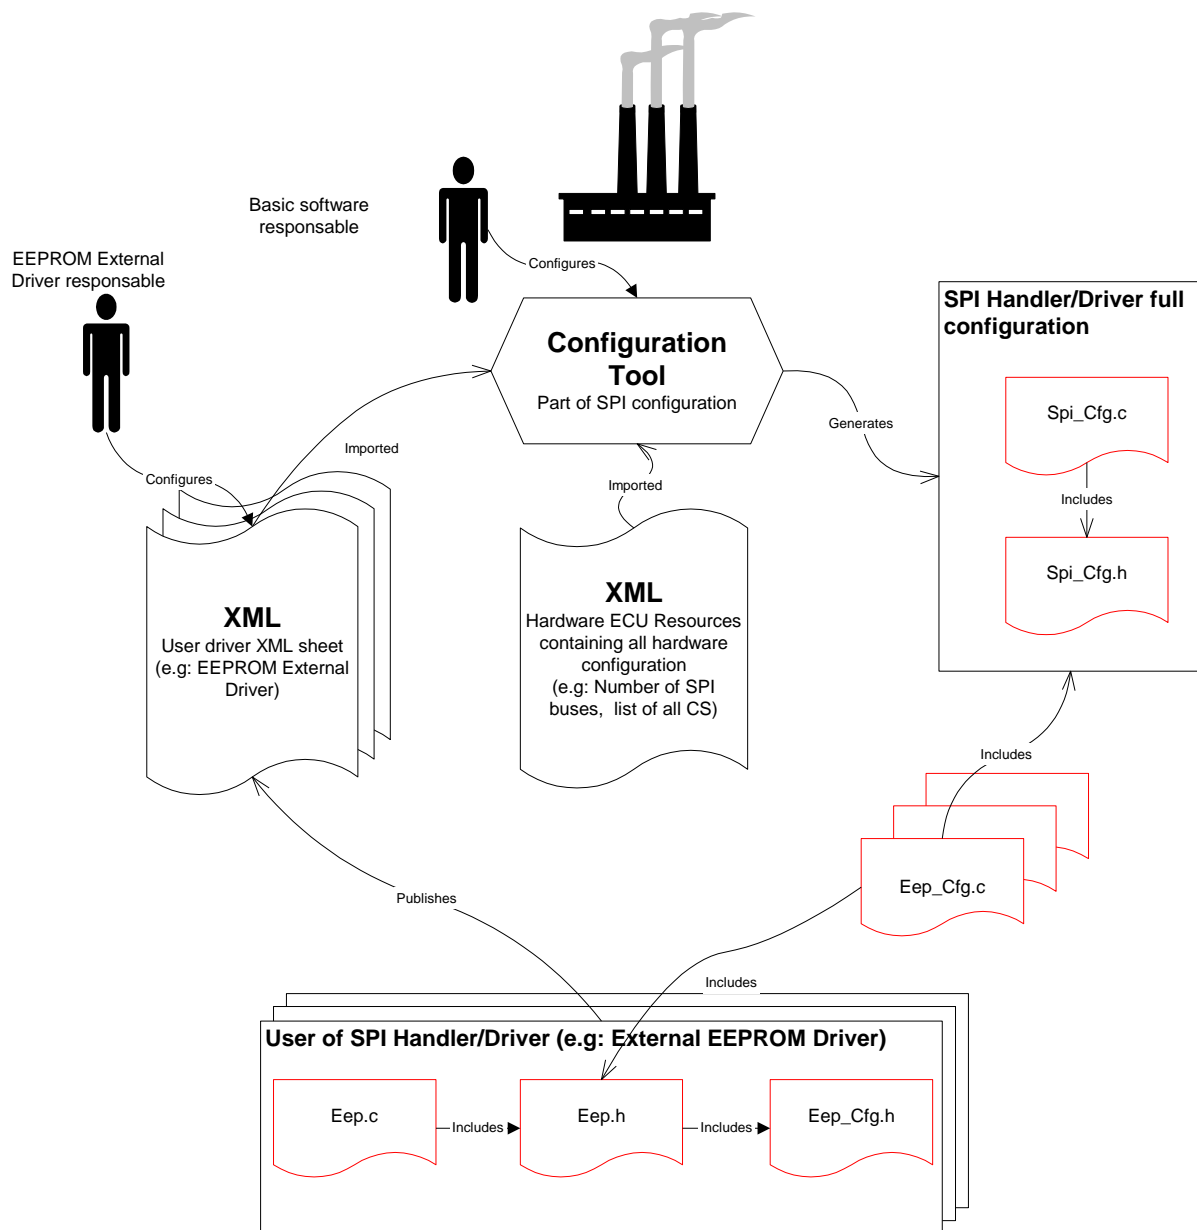 Basic software
responsable
EEPROM External
Driver responsable
Configures
Configuration
Tool
Part of SPI configuration
SPI Handler/Driver full
configuration
Spi_Cfg.c
Includes
Spi_Cfg.h
Generates
Imported
Configures
Imported
XML
User driver XML sheet
(e.g: EEPROM External
Driver)
XML
Hardware ECU Resources
containing all hardware
configuration
(e.g: Number of SPI
buses,  list of all CS)
Includes
Eep_Cfg.c
Publishes
Includes
User of SPI Handler/Driver (e.g: External EEPROM Driver)
Eep.c
Includes
Eep.h
Includes
Eep_Cfg.h